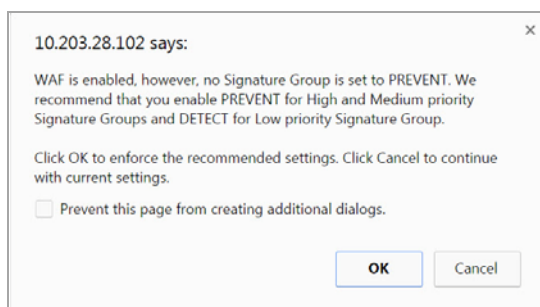 10.203.28.102 says:
WAF is enabled, however, no Signature Group is set to PREVENT. We
recommend that you enable PREVENT for High and Medium priority
Signature Groups and DETECT for Low priority Signature Group.
Click OK to enforce the recommended settings. Click Cancel to continue
with current settings.
Prevent this page from creating additional dialogs.
OK Cancel